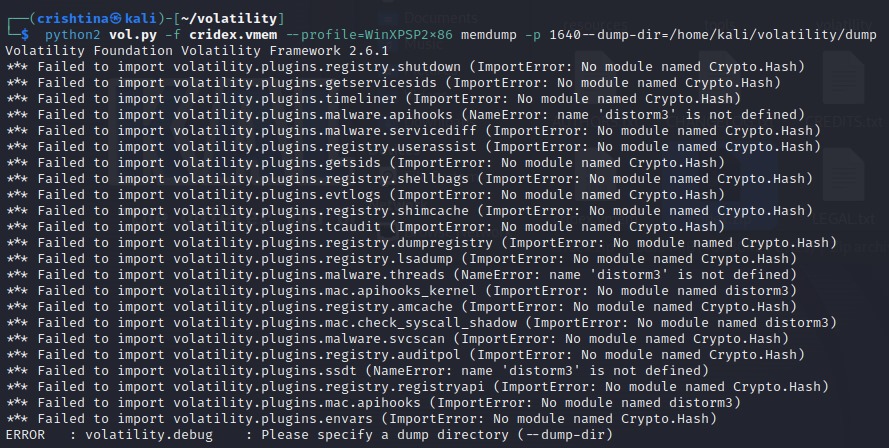 ┌──(crishtina㉿kali)-[~/volatility]
└─$ python2 vol.py -f cridex.vmem --profile=WinXPSP2×86 memdump -p 1640--dump-dir=/home/kali/volatility/dump
Volatility Foundation Volatility Framework 2.6.1
*** Failed to import volatility.plugins.registry.shutdown (ImportError: No module named Crypto.Hash)
*** Failed to import volatility.plugins.getservicesids (ImportError: No module named Crypto.Hash)
*** Failed to import volatility.plugins.timeliner (ImportError: No module named Crypto.Hash)
*** Failed to import volatility.plugins.malware.apihooks (NameError: name 'distorm3' is not defined)
*** Failed to import volatility.plugins.malware.servicediff (ImportError: No module named Crypto.Hash)
*** Failed to import volatility.plugins.registry.userassist (ImportError: No module named Crypto.Hash)
*** Failed to import volatility.plugins.getsids (ImportError: No module named Crypto.Hash)
*** Failed to import volatility.plugins.registry.shellbags (ImportError: No module named Crypto.Hash)
*** Failed to import volatility.plugins.evtlogs (ImportError: No module named Crypto.Hash)
*** Failed to import volatility.plugins.registry.shimcache (ImportError: No module named Crypto.Hash)
*** Failed to import volatility.plugins.tcaudit (ImportError: No module named Crypto.Hash)
*** Failed to import volatility.plugins.registry.dumpregistry (ImportError: No module named Crypto.Hash)
*** Failed to import volatility.plugins.registry.lsadump (ImportError: No module named Crypto.Hash)
*** Failed to import volatility.plugins.malware.threads (NameError: name 'distorm3' is not defined)
*** Failed to import volatility.plugins.mac.apihooks_kernel (ImportError: No module named distorm3)
*** Failed to import volatility.plugins.registry.amcache (ImportError: No module named Crypto.Hash)
*** Failed to import volatility.plugins.mac.check_syscall_shadow (ImportError: No module named distorm3)
*** Failed to import volatility.plugins.malware.svcscan (ImportError: No module named Crypto.Hash)
*** Failed to import volatility.plugins.registry.auditpol (ImportError: No module named Crypto.Hash)
*** Failed to import volatility.plugins.ssdt (NameError: name 'distorm3' is not defined)
*** Failed to import volatility.plugins.registry.registryapi (ImportError: No module named Crypto.Hash)
*** Failed to import volatility.plugins.mac.apihooks (ImportError: No module named distorm3)
*** Failed to import volatility.plugins.envars (ImportError: No module named Crypto.Hash)
ERROR   : volatility.debug    : Please specify a dump directory (--dump-dir)